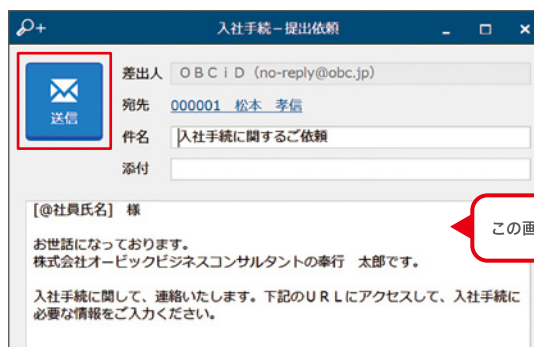 入社手続－提出依頼
送信
差出人 ＯＢＣｉＤ（no-reply@obc.jp）
宛先 000001 松本 孝信
件名 入社手続に関するご依頼
添付
[@社員氏名] 様
お世話になっております。
株式会社オービックビジネスコンサルタントの奉行 太郎です。
この画
入社手続に関して、連絡いたします。下記のＵＲＬにアクセスして、入社手続に
必要な情報をご入力ください。